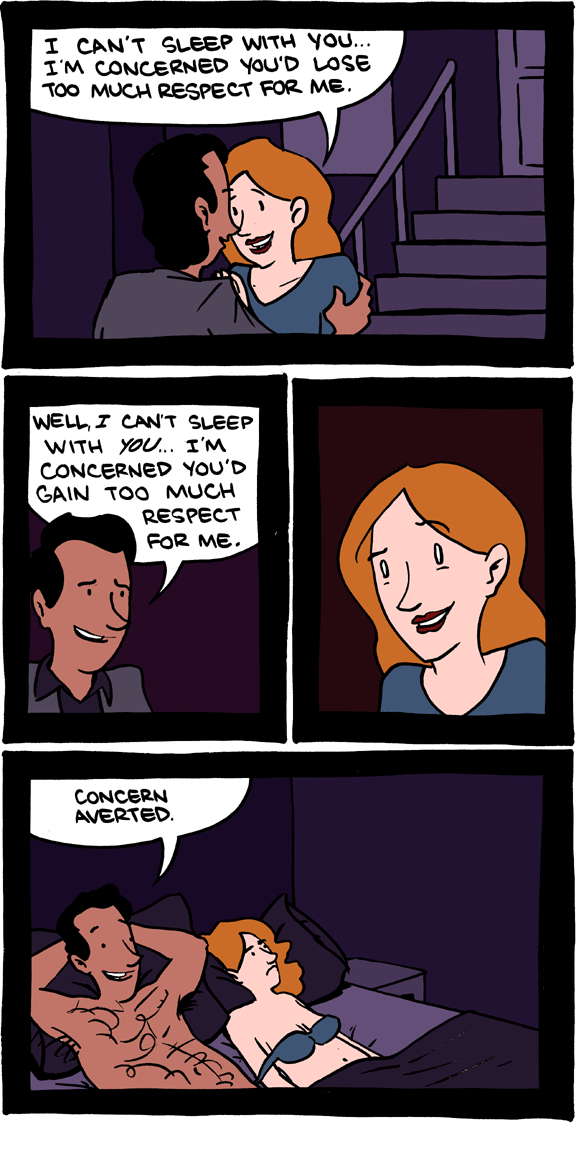 I CAN'T SLEEP WITH YOU...
I'M CONCERNED YOU'D LOSE
TOO MUCH RESPECT FOR ME.
WELL, I CAN'T SLEEP
WITH YOU... I'M
CONCERNED YOU'D
GAIN TOO MUCH
RESPECT
FOR ME.
CONCERN
AVERTED.